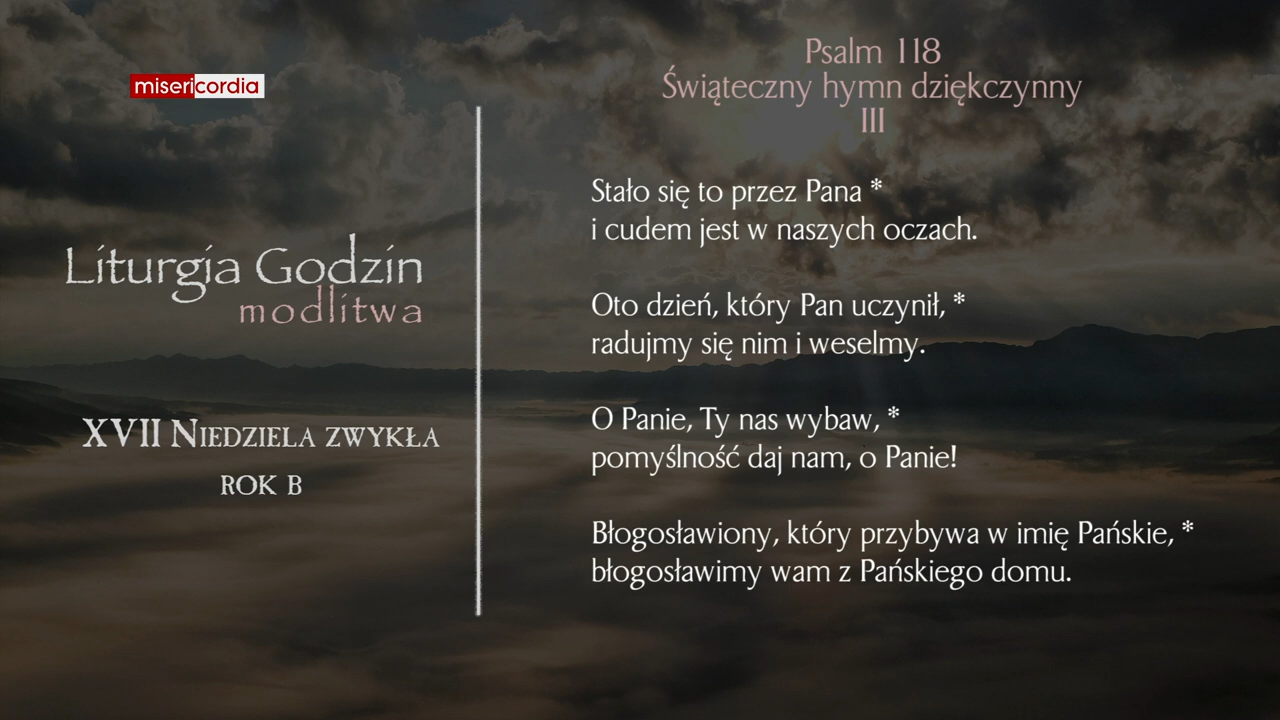 misericordia
Liturgia Godzin
modlitwa
XVII Niedziela zwykła
rok B
Psalm 118
Świąteczny hymn dziękczynny
III
Stało się to przez Pana *
i cudem jest w naszych oczach.
Oto dzień, który Pan uczynił, *
radujmy się nim i weselmy.
O Panie, Ty nas wybaw, *
pomyślność daj nam, o Panie!
Błogosławiony, który przybywa w imię Pańskie, *
błogosławimy wam z Pańskiego domu.